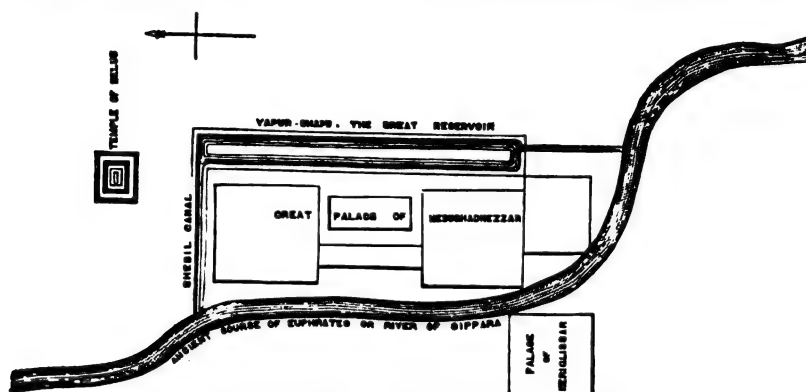 TEMPLE OF BELUS
YAPUR-SHAPU. THE GREAT RESERVOIR
SHEBIL CANAL
GREAT PALACE OF NEBUCHADNEZZAR
ANCIENT COURSE OF EUPHRATES OR RIVER OF SIPPARA
PALACE
OF
NERIGLISSAR